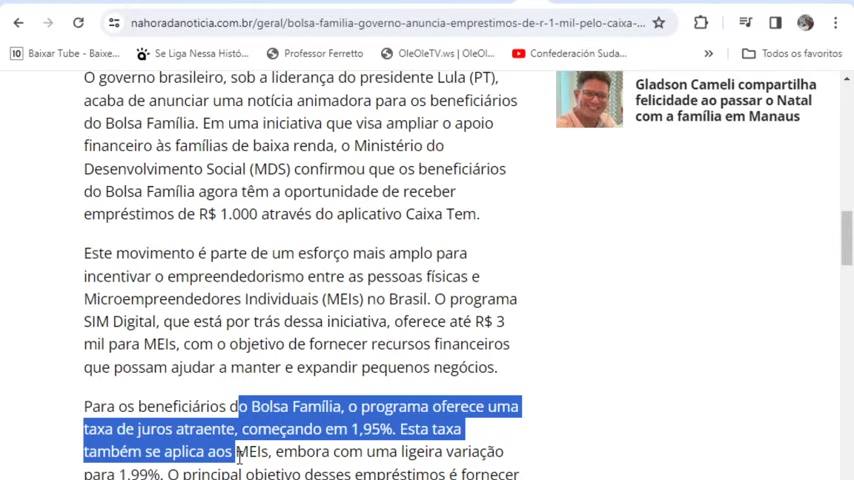 nahoradanoticia.com.br/geral/bolsa-familia-governo-anuncia-emprestimos-de-r-1-mil-pelo-caixa-...
10 Baixar Tube - Baixe... Se Liga Nessa Histó... Professor Ferretto OleOleTV.ws | OleOl... Confederación Suda... » Todos os favoritos
O governo brasileiro, sob a liderança do presidente Lula (PT),
acaba de anunciar uma notícia animadora para os beneficiários
do Bolsa Família. Em uma iniciativa que visa ampliar o apoio
financeiro às famílias de baixa renda, o Ministério do
Desenvolvimento Social (MDS) confirmou que os beneficiários
do Bolsa Família agora têm a oportunidade de receber
empréstimos de R$ 1.000 através do aplicativo Caixa Tem.
Este movimento é parte de um esforço mais amplo para
incentivar o empreendedorismo entre as pessoas físicas e
Microempreendedores Individuais (MEIs) no Brasil. O programa
SIM Digital, que está por trás dessa iniciativa, oferece até R$ 3
mil para MEIs, com o objetivo de fornecer recursos financeiros
que possam ajudar a manter e expandir pequenos negócios.
Para os beneficiários do Bolsa Família, o programa oferece uma
taxa de juros atraente, começando em 1,95%. Esta taxa
também se aplica aos MEIs, embora com uma ligeira variação
para 1,99%. O principal objetivo desses empréstimos é fornecer
Gladson Cameli compartilha
felicidade ao passar o Natal
com a família em Manaus